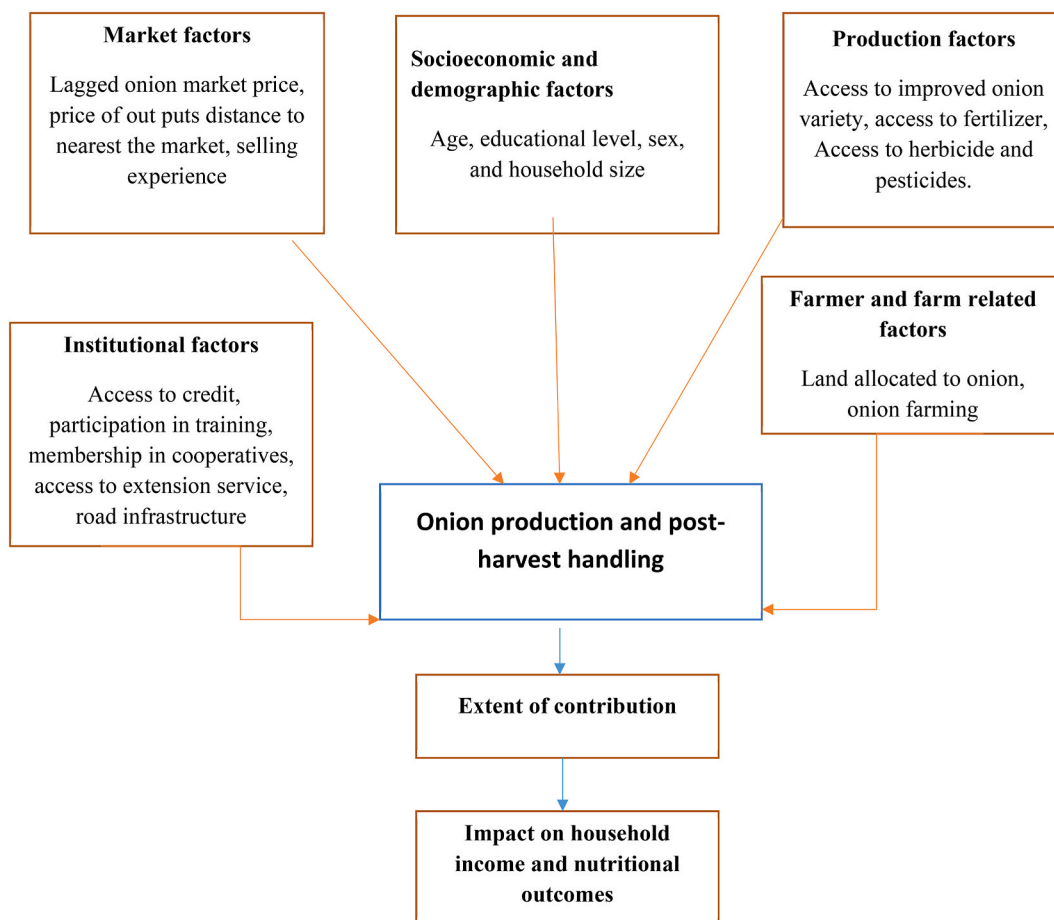 Market factors
Lagged onion market price,
price of out puts distance to
nearest the market, selling
experience
Socioeconomic and
demographic factors
Age, educational level, sex,
and household size
Production factors
Access to improved onion
variety, access to fertilizer,
Access to herbicide and
pesticides.
Institutional factors
Access to credit,
participation in training,
membership in cooperatives,
access to extension service,
road infrastructure
Farmer and farm related
factors
Land allocated to onion,
onion farming
Onion production and post-
harvest handling
Extent of contribution
Impact on household
income and nutritional
outcomes